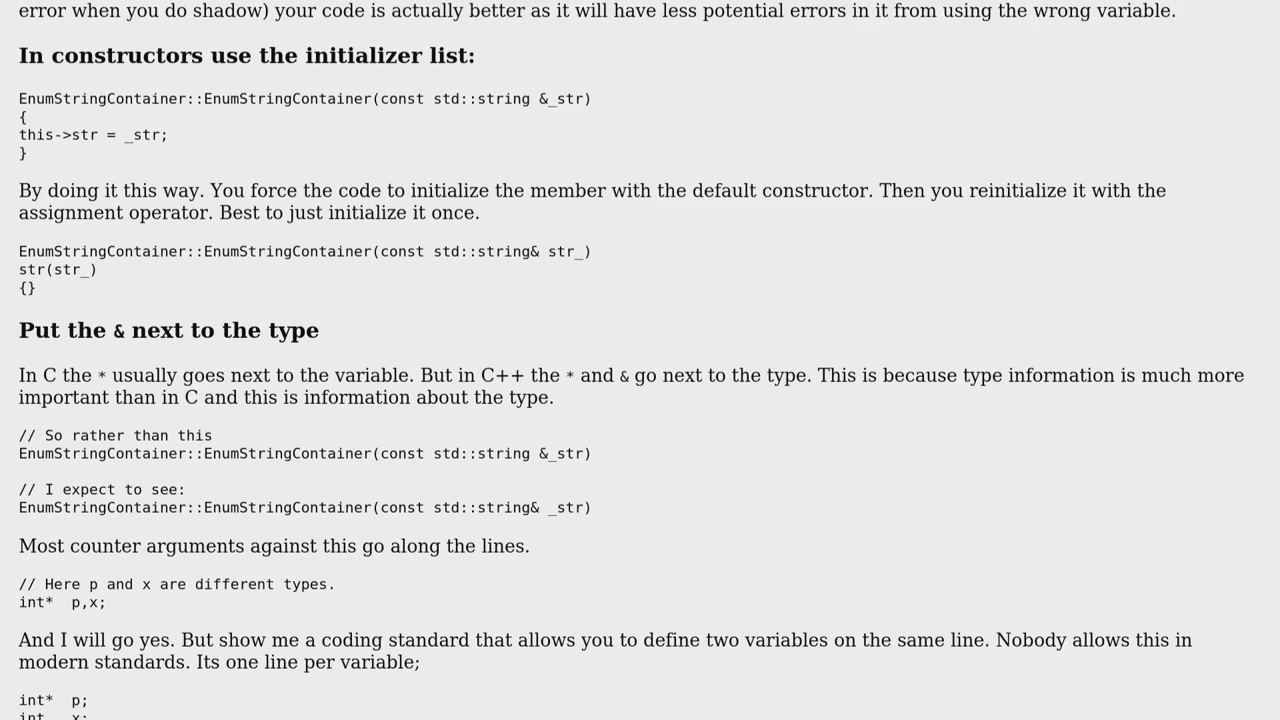 error when you do shadow) your code is actually better as it will have less potential errors in it from using the wrong variable.
In constructors use the initializer list:
EnumStringContainer::EnumStringContainer(const std::string &_str)
{
this->str = _str;
}
By doing it this way. You force the code to initialize the member with the default constructor. Then you reinitialize it with the
assignment operator. Best to just initialize it once.
EnumStringContainer::EnumStringContainer(const std::string& str_)
str(str_)
{}
Put the & next to the type
In C the * usually goes next to the variable. But in C++ the * and & go next to the type. This is because type information is much more
important than in C and this is information about the type.
// So rather than this
EnumStringContainer::EnumStringContainer(const std::string &_str)
// I expect to see:
EnumStringContainer::EnumStringContainer(const std::string& _str)
Most counter arguments against this go along the lines.
// Here p and x are different types.
int*  p,x;
And I will go yes. But show me a coding standard that allows you to define two variables on the same line. Nobody allows this in
modern standards. Its one line per variable;
int*  p;
int   x;